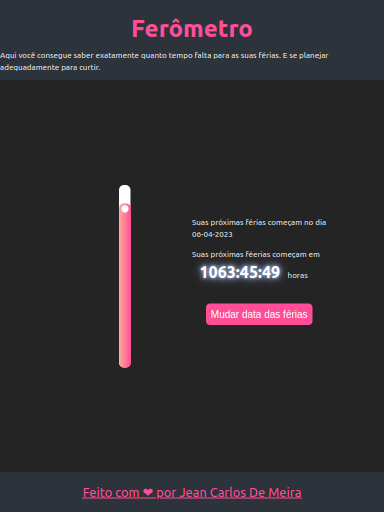 Ferômetro
Aqui você consegue saber exatamente quanto tempo falta para as suas férias. E se planejar
adequadamente para curtir.
Suas próximas férias começam no dia
06-04-2023
Suas próximas féerias começam em
1063:45:49 horas
Mudar data das férias
Feito com ❤ por Jean Carlos De Meira